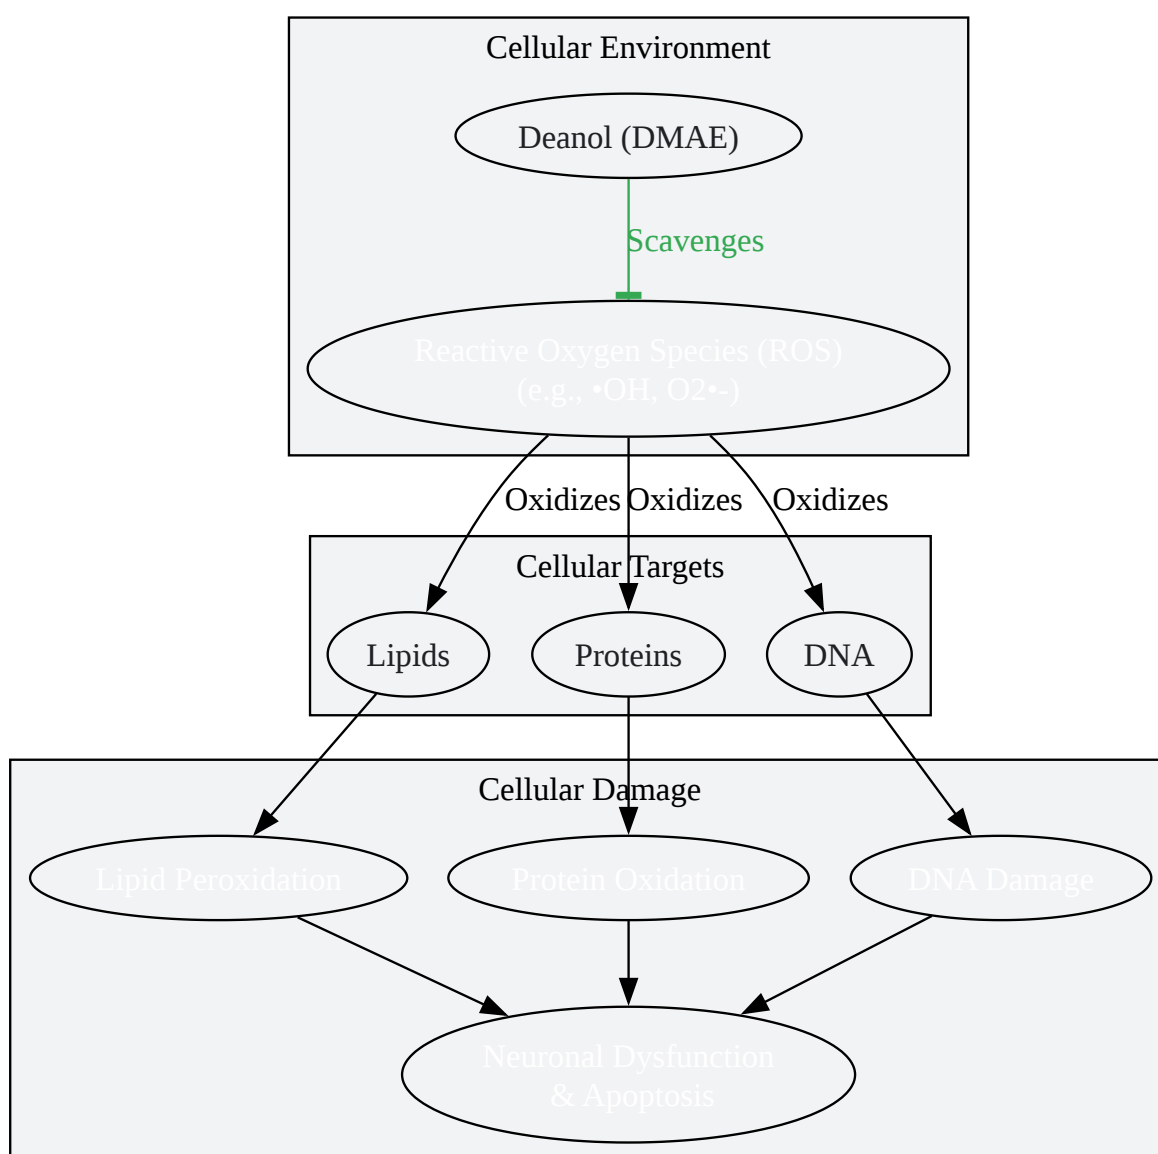 Cellular Environment
Deanol (DMAE)
Scavenges
Reactive Oxygen Species (ROS)
(e.g., •OH, O2•-)
Oxidizes
Oxidizes
Oxidizes
Cellular Targets
Lipids
Proteins
DNA
Cellular Damage
Lipid Peroxidation
Protein Oxidation
DNA Damage
Neuronal Dysfunction
& Apoptosis